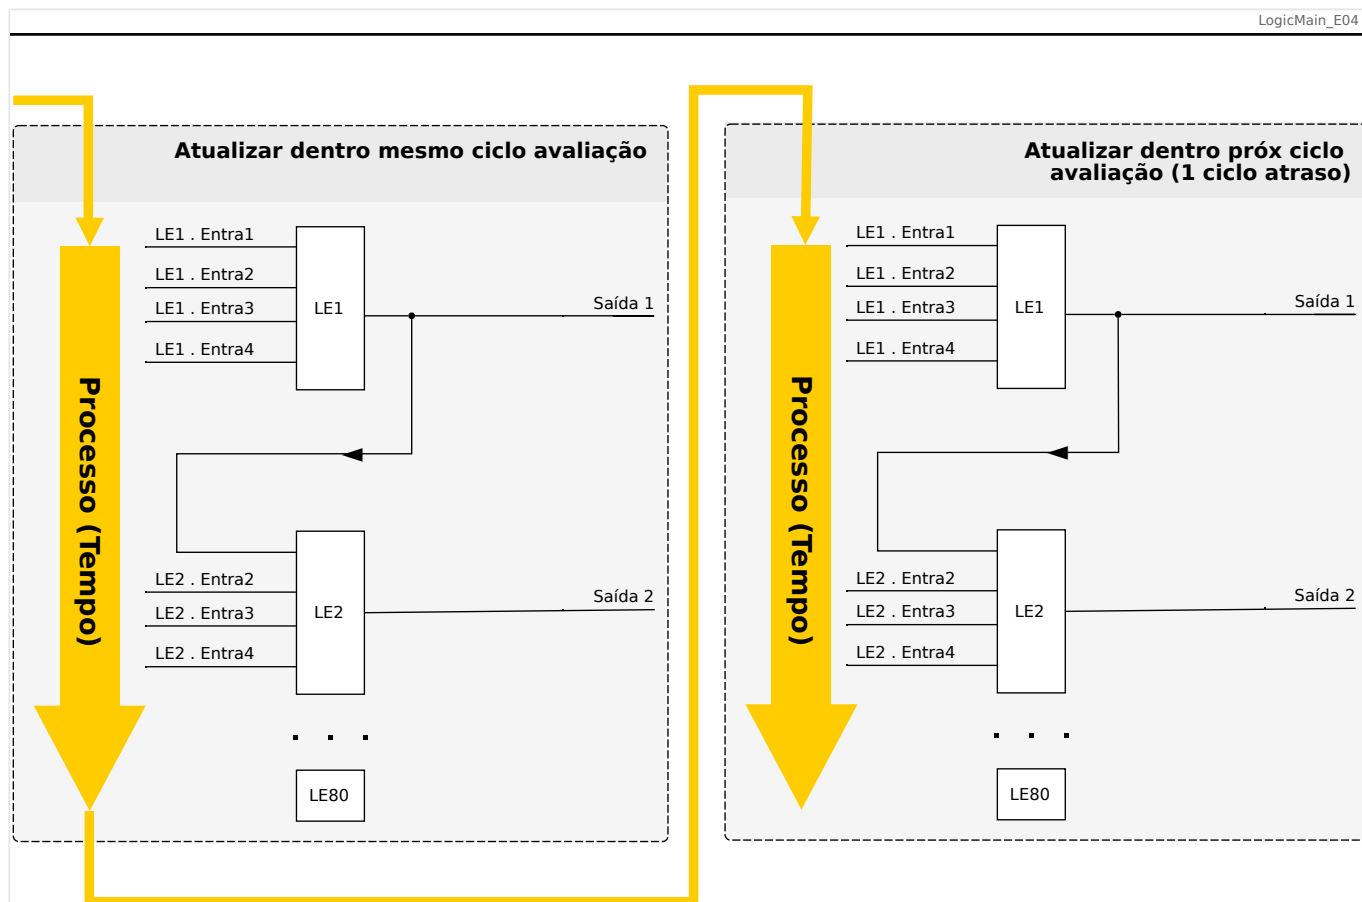 LogicMain_E04
Atualizar dentro mesmo ciclo avaliação
LE1 . Entra1
LE1 . Entra2
LE1 . Entra3
LE1 . Entra4
LE1
Saída 1
Processo (Tempo)
LE2 . Entra2
LE2 . Entra3
LE2 . Entra4
LE2
Saída 2
LE80
Atualizar dentro próx ciclo
avaliação (1 ciclo atraso)
LE1 . Entra1
LE1 . Entra2
LE1 . Entra3
LE1 . Entra4
LE1
Saída 1
Processo (Tempo)
LE2 . Entra2
LE2 . Entra3
LE2 . Entra4
LE2
Saída 2
LE80